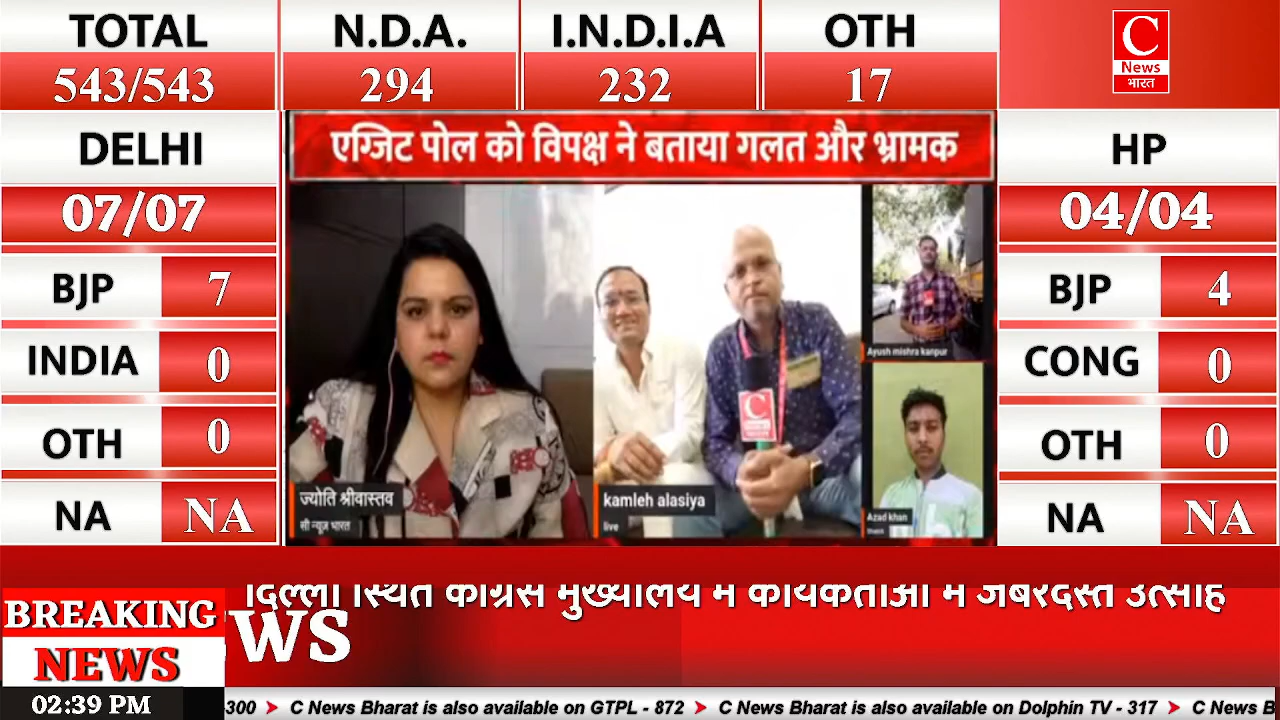 TOTAL
543/543
N.D.A.
294
I.N.D.I.A
232
OTH
17
C
News
भारत
DELHI
07/07
BJP 7
INDIA 0
OTH 0
NA NA
एग्जिट पोल को विपक्ष ने बताया गलत और भ्रामक
ज्योति श्रीवास्तव
सी न्यूज़ भारत
kamleh alasiya
live
C
Ayush mishra kanpur
Azad khan
HP
04/04
BJP 4
CONG 0
OTH 0
NA NA
दिल्ली स्थित कांग्रेस मुख्यालय में कार्यकर्ताओं में जबरदस्त उत्साह
WS
BREAKING
NEWS
02:39 PM
-300 C News Bharat is also available on GTPL - 872 C News Bharat is also available on Dolphin TV - 317 C News B